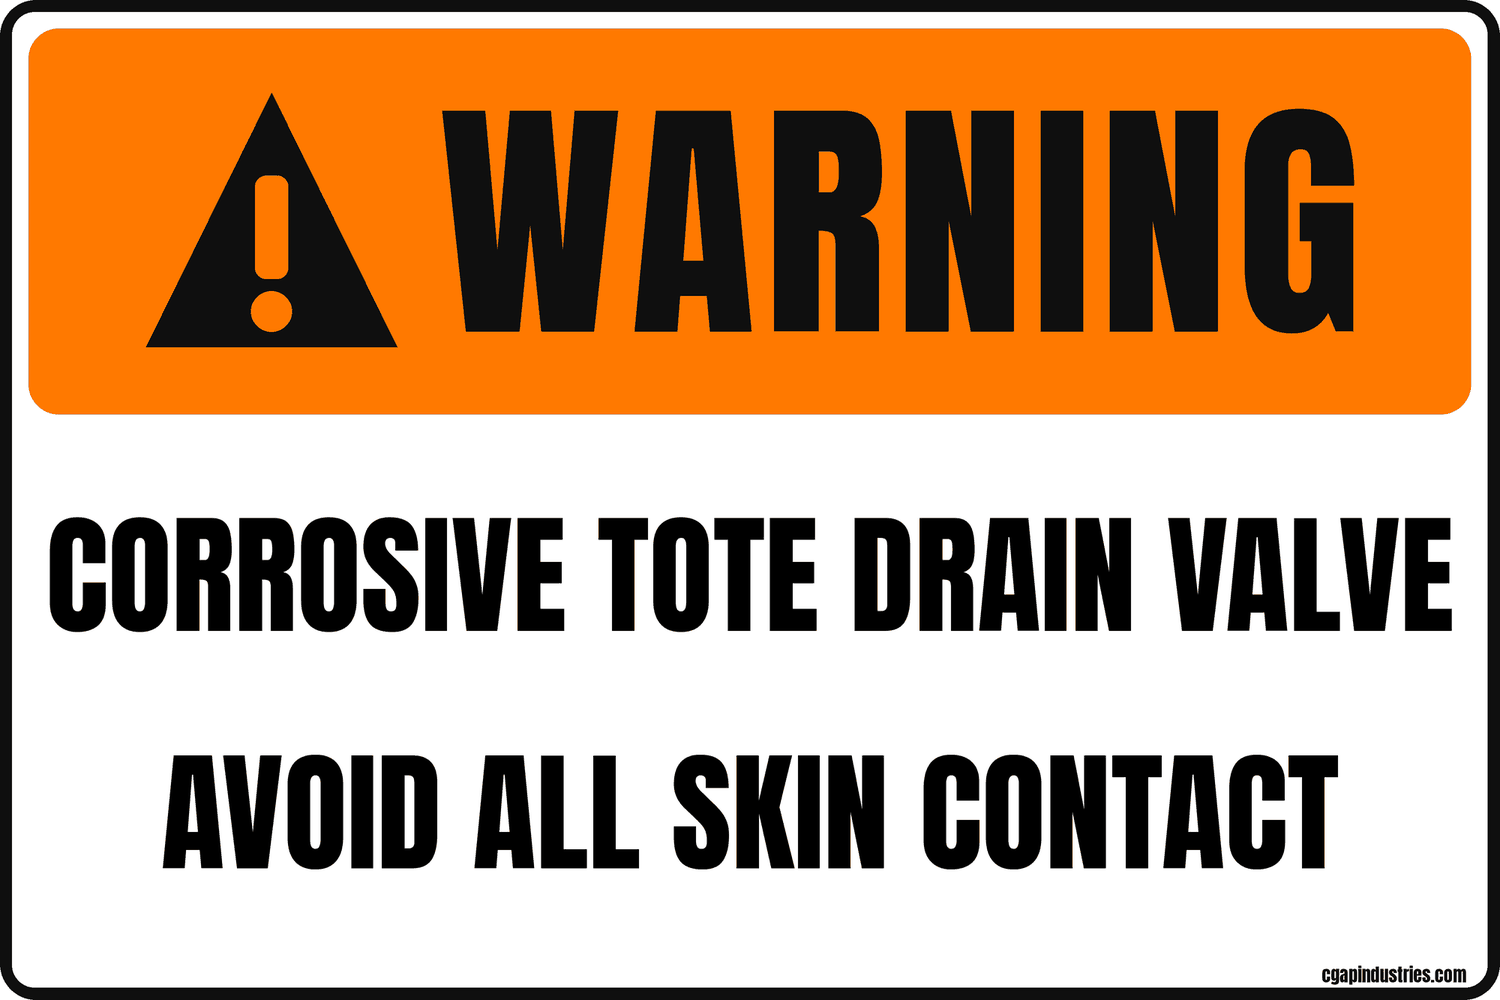 WARNING
CORROSIVE TOTE DRAIN VALVE
AVOID ALL SKIN CONTACT
cgapindustries.com